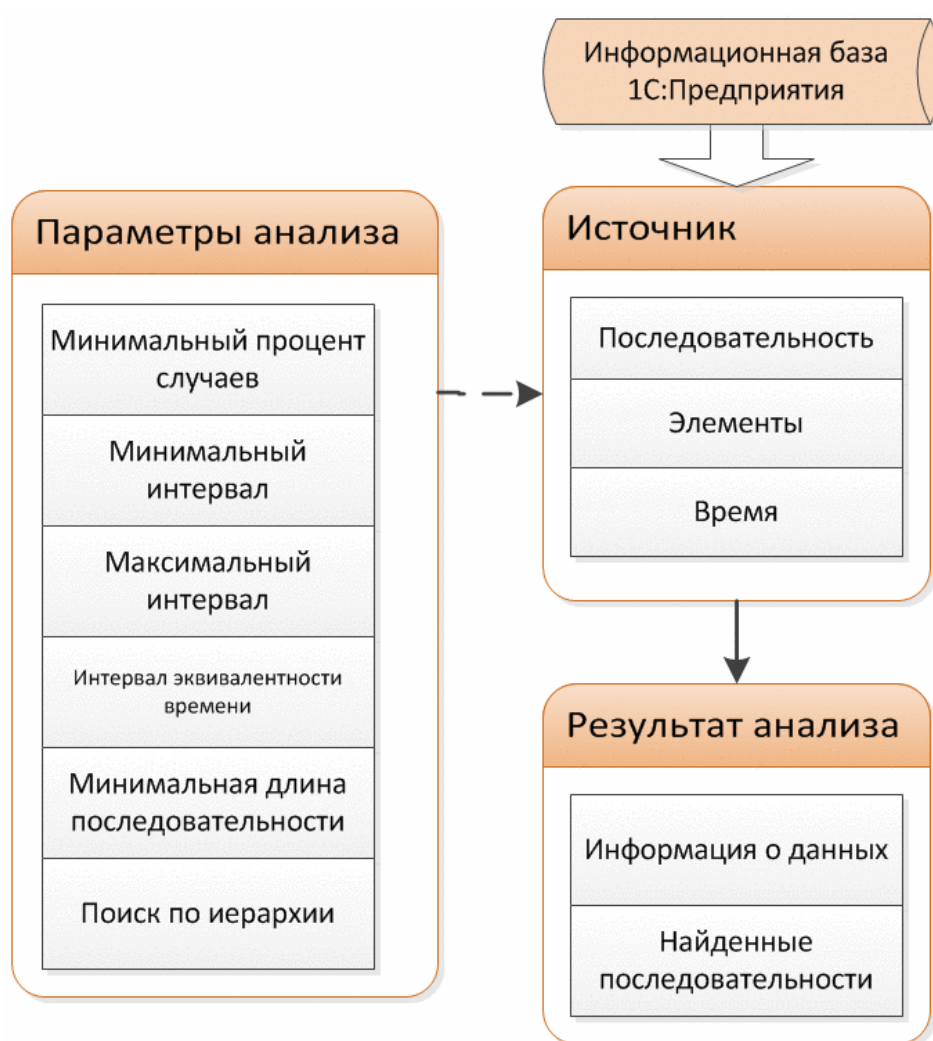 Информационная база
1С:Предприятия
Параметры анализа
Минимальный процент
случаев
Минимальный
интервал
Максимальный
интервал
Интервал эквивалентности
времени
Минимальная длина
последовательности
Поиск по иерархии
Источник
Последовательность
Элементы
Время
Результат анализа
Информация о данных
Найденные
последовательности